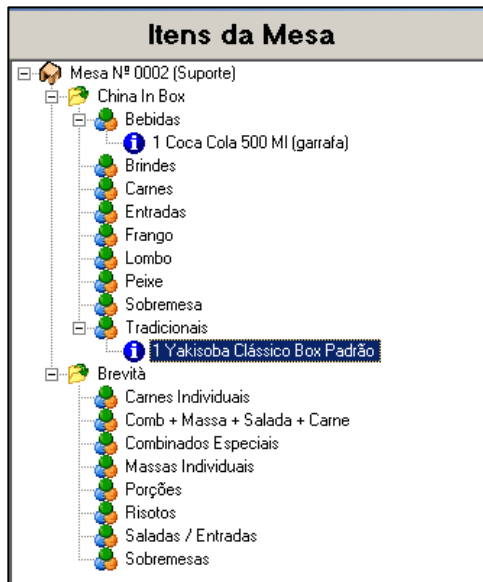 Itens da Mesa
Mesa Nº 0002 (Suporte)
China In Box
Bebidas
1 Coca Cola 500 Ml (garrafa)
Brindes
Carnes
Entradas
Frango
Lombo
Peixe
Sobremesa
Tradicionais
1 Yakisoba Clássico Box Padrão
Brevità
Carnes Individuais
Comb + Massa + Salada + Carne
Combinados Especiais
Massas Individuais
Porções
Risotos
Saladas / Entradas
Sobremesas